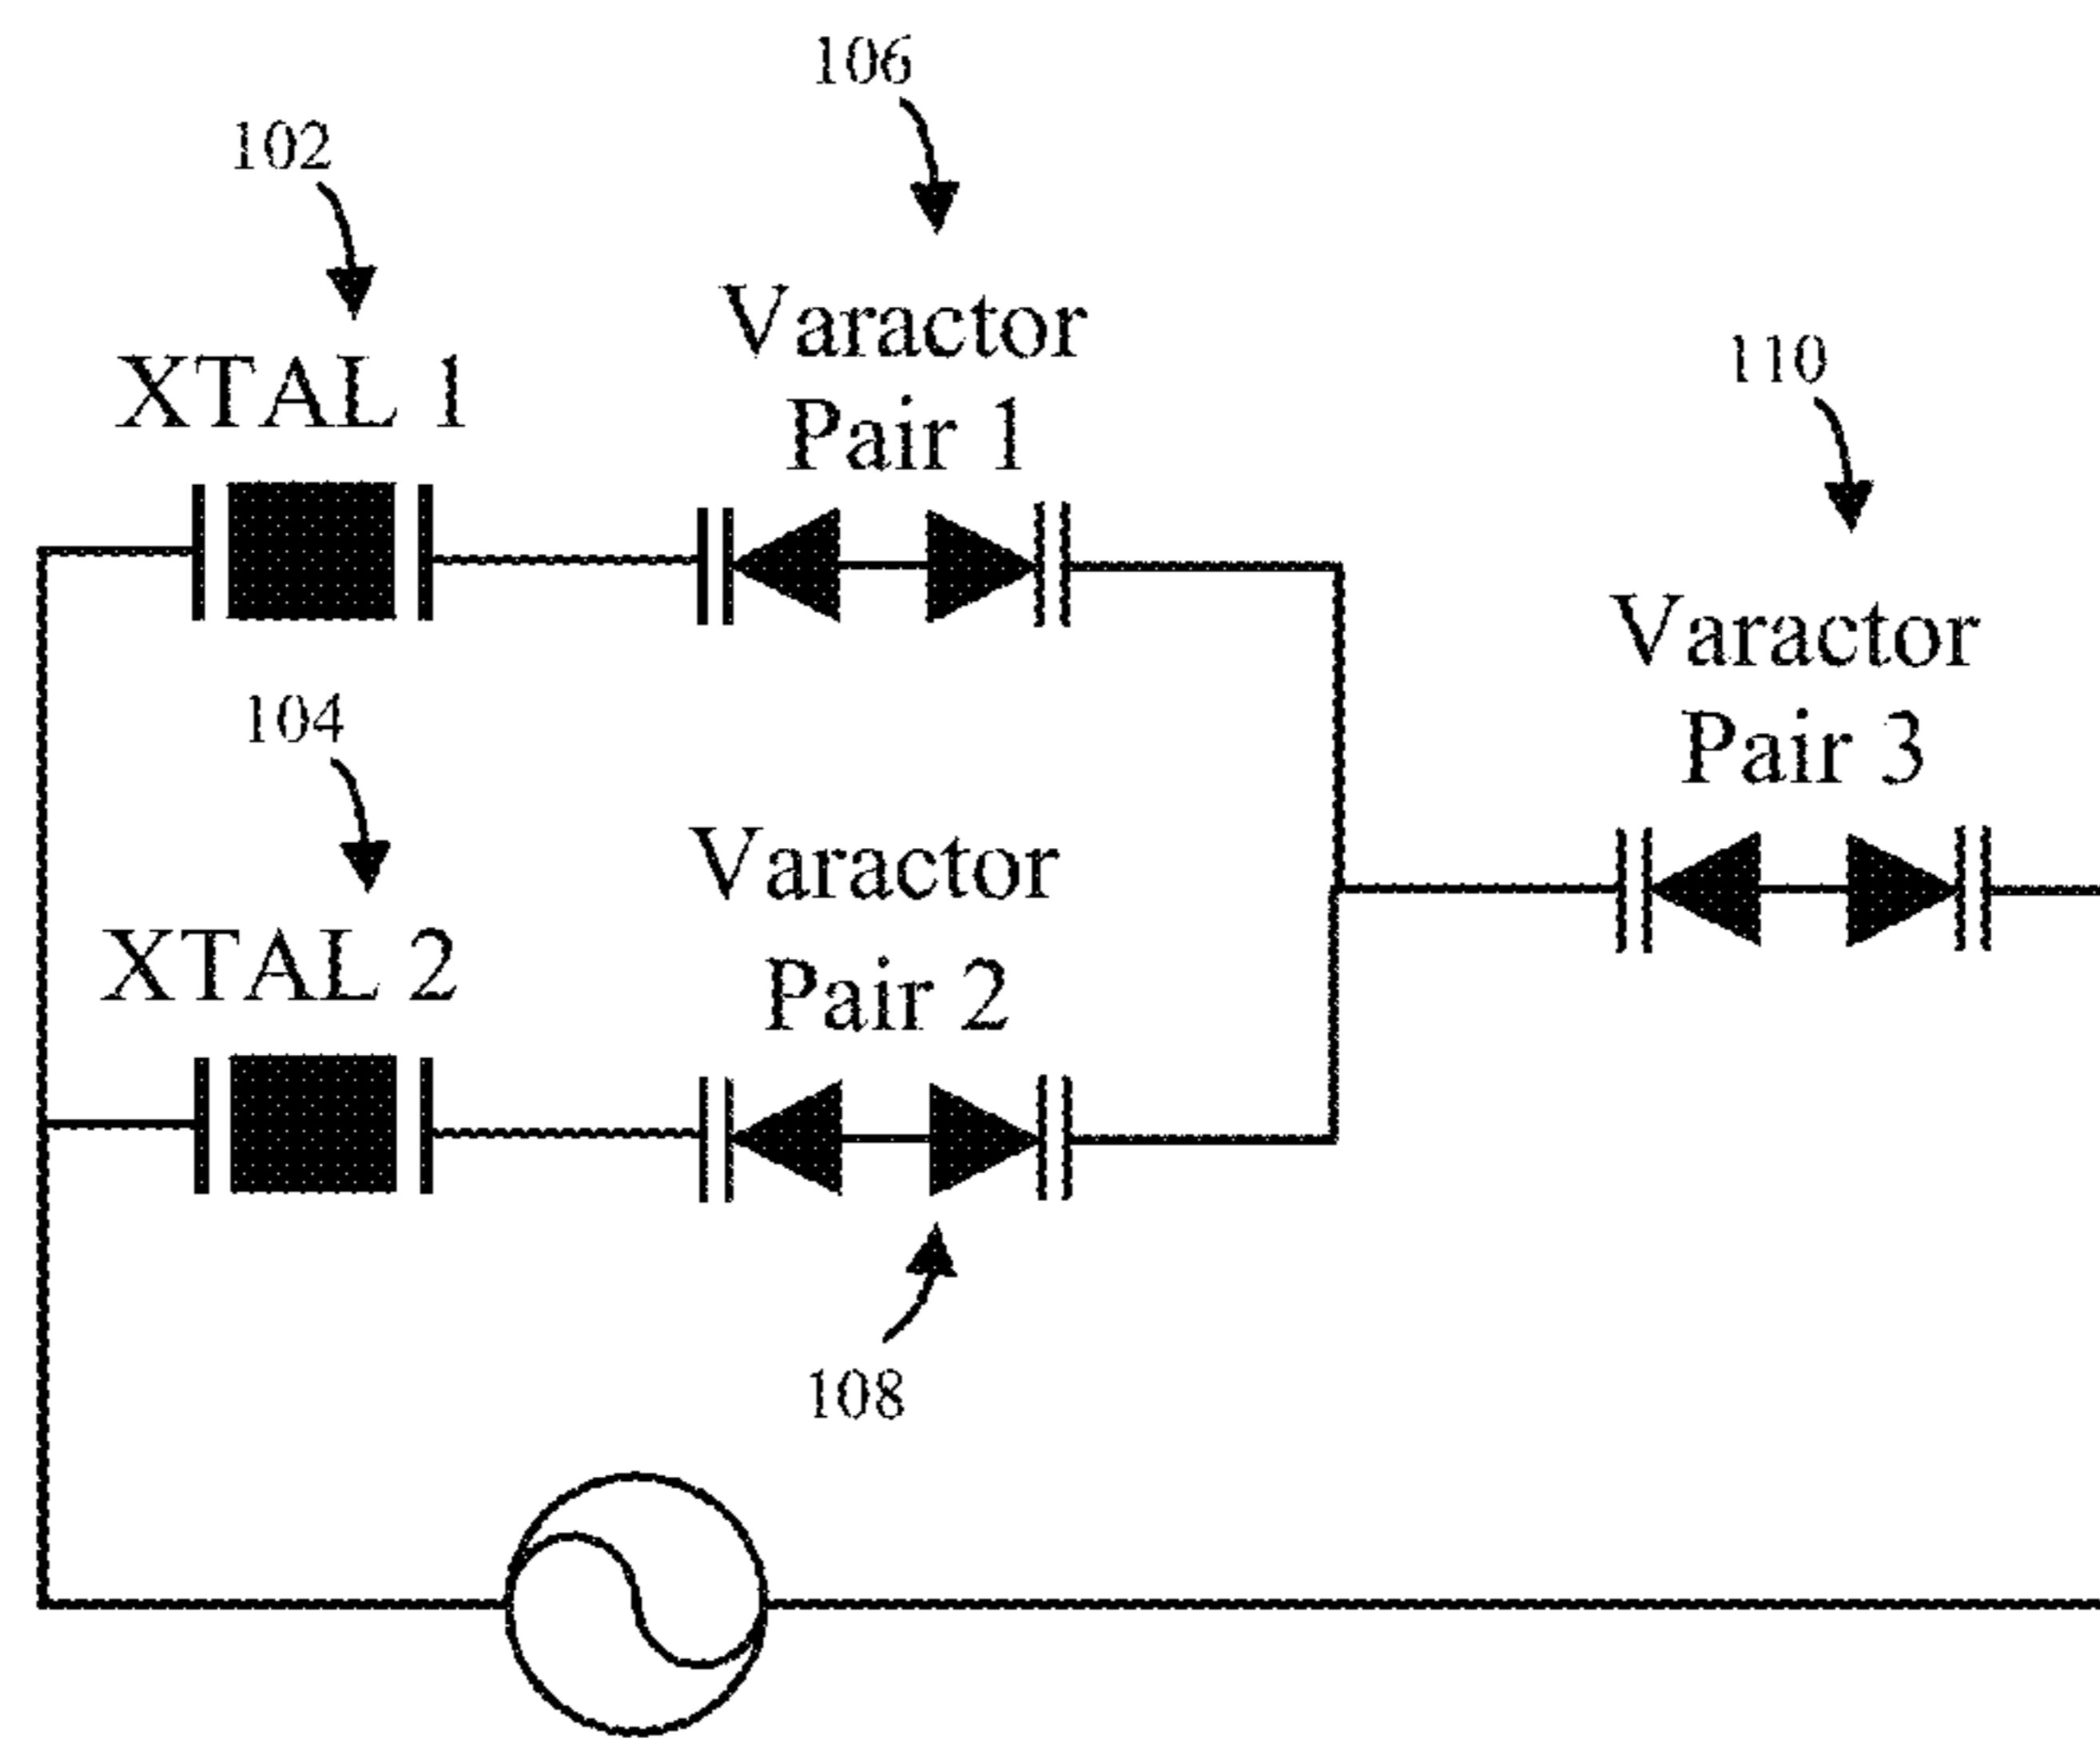 106
102
Varactor
Pair 1
XTAL 1
110
Varactor
Pair 3
104
Varactor
Pair 2
XTAL 2
108